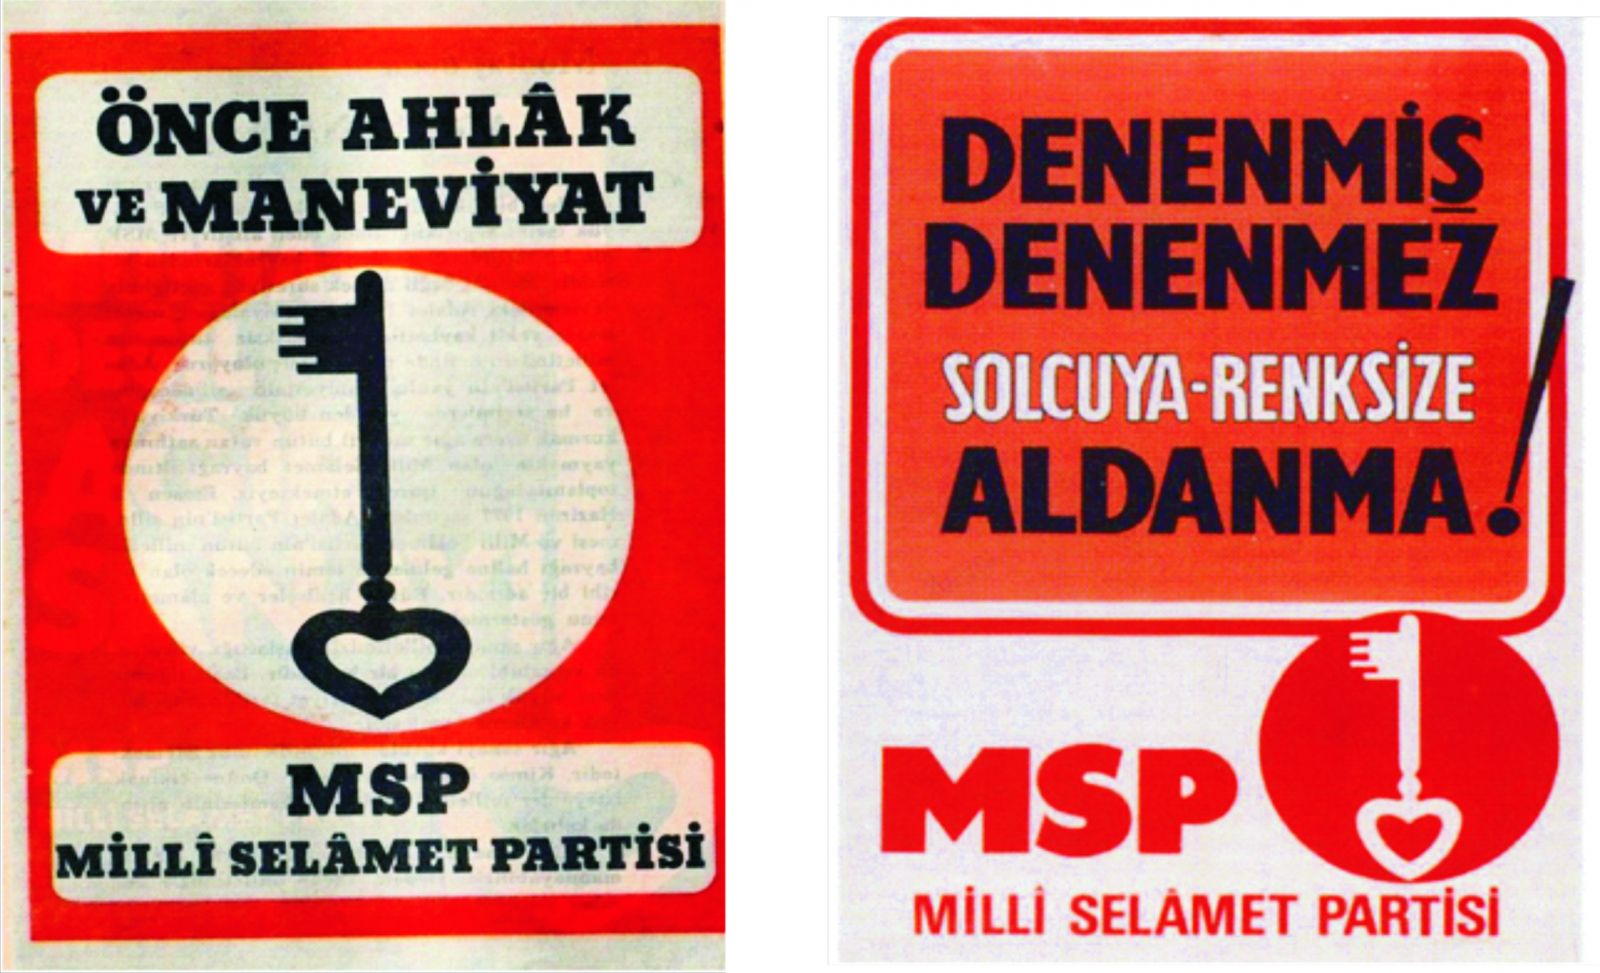 ÖNCE AHLÂK
VE MANEVİYAT
MSP
MİLLÎ SELÂMET PARTİSİ
DENENMİŞ
DENENMEZ
SOLCUYA-RENKSİZE
ALDANMA!
MSP
MİLLÎ SELÂMET PARTİSİ